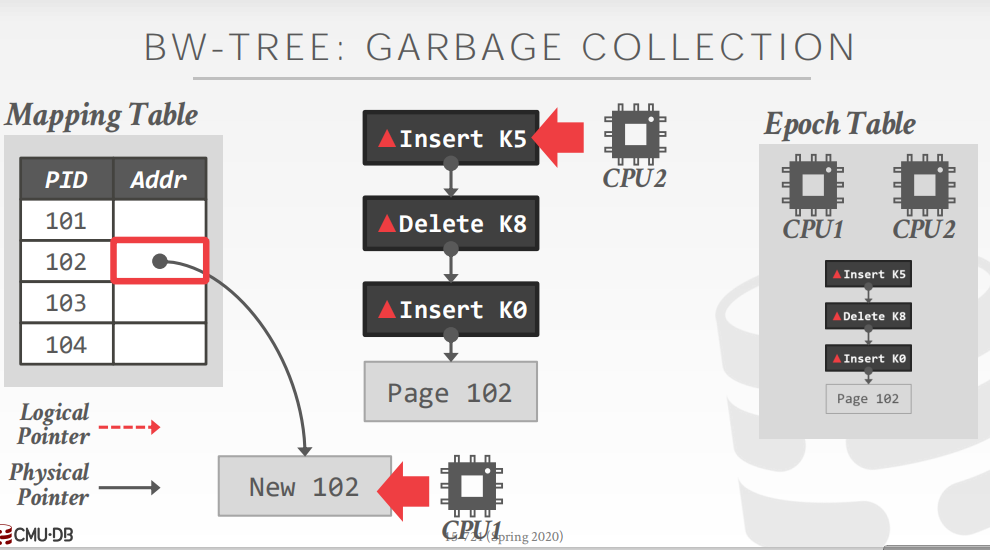 BW-TREE: GARBAGE COLLECTION
Mapping Table
PID Addr
101
102
103
104
Logical
Pointer
Physical
Pointer
▲Insert K5
▲Delete K8
▲Insert K0
Page 102
CPU2
New 102
CPU1
Epoch Table
CPU1 CPU2
▲Insert K5
▲Delete K8
▲Insert K0
Page 102
CMU·DB
15-721 (Spring 2020)